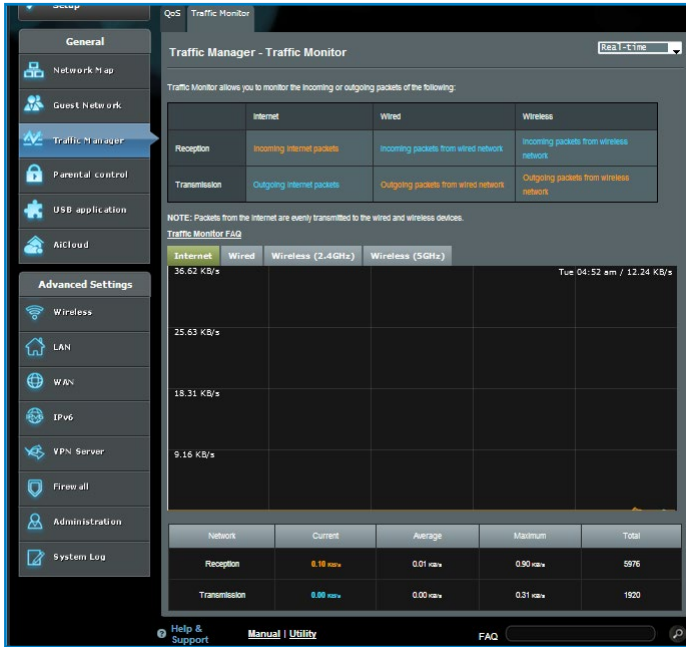 Setup
QoS Traffic Monitor
General
Network Map
Guest Network
Traffic Manager
Parental control
USB application
AiCloud
Advanced Settings
Wireless
LAN
WAN
IPv6
VPN Server
Firewall
Administration
System Log
Traffic Manager - Traffic Monitor
Real-time
Traffic Monitor allows you to monitor the incoming or outgoing packets of the following:
Internet Wired Wireless
Reception Incoming internet packets Incoming packets from wired network Incoming packets from wireless
network
Transmission Outgoing internet packets Outgoing packets from wired network Outgoing packets from wireless
network
NOTE: Packets from the Internet are evenly transmitted to the wired and wireless devices.
Traffic Monitor FAQ
Internet Wired Wireless (2.4GHz) Wireless (5GHz)
36.62 KB/s Tue 04:52 am / 12.24 KB/s
25.63 KB/s
18.31 KB/s
9.16 KB/s
Network Current Average Maximum Total
Reception 0.10 KB/s 0.01 KB/s 0.90 KB/s 5976
Transmission 0.00 KB/s 0.00 KB/s 0.31 KB/s 1920
Help &
Support
Manual | Utility
FAQ